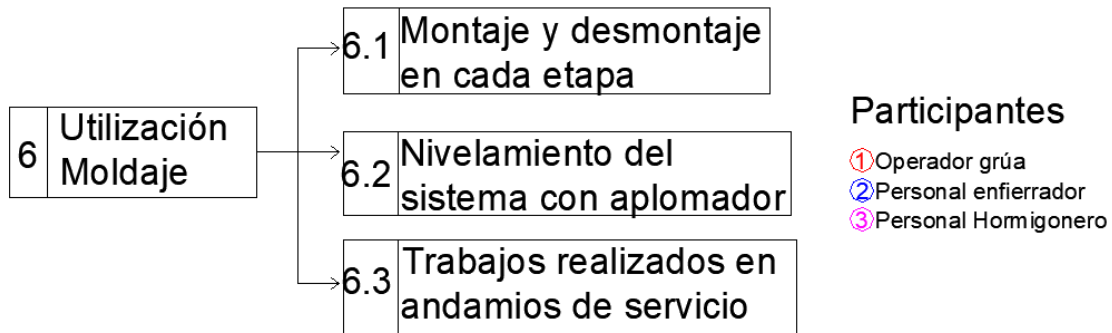 6
Utilización
Moldaje
6.1
Montaje y desmontaje
en cada etapa
6.2
Nivelamiento del
sistema con aplomador
6.3
Trabajos realizados en
andamios de servicio
Participantes
1 Operador grúa
2 Personal enfierrador
3 Personal Hormigonero